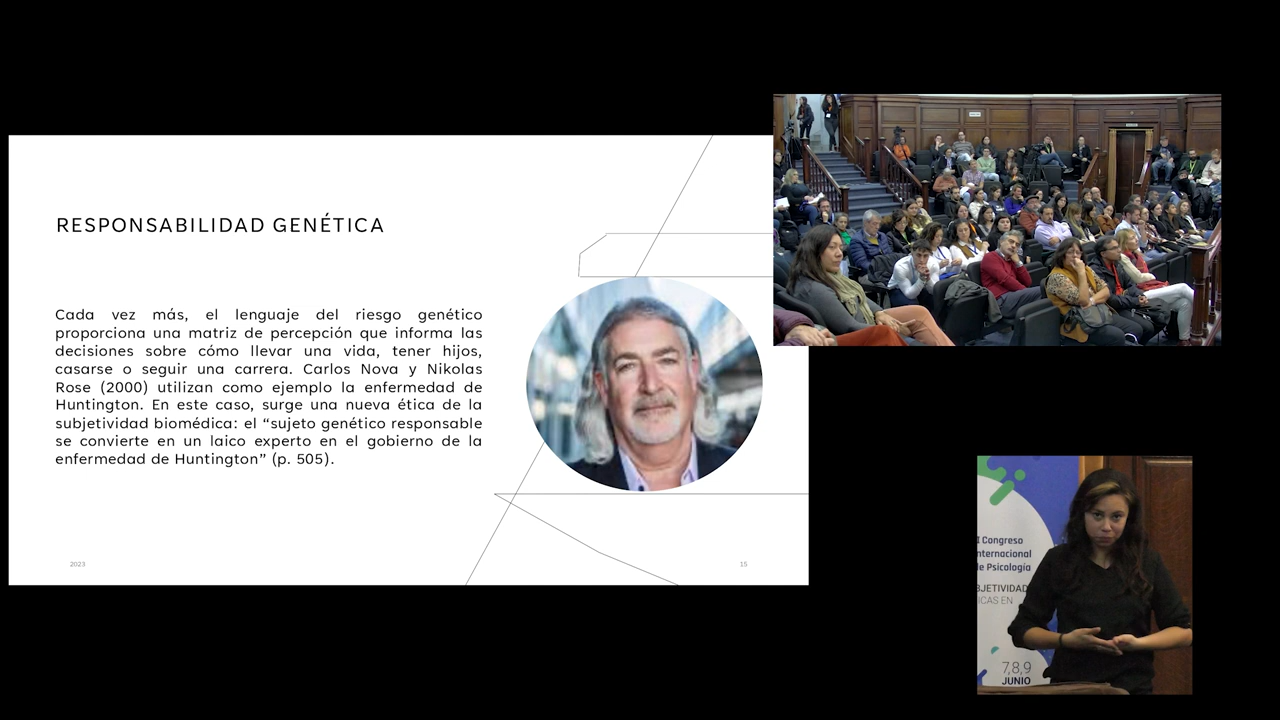 RESPONSABILIDAD GENÉTICA
Cada vez más, el lenguaje del riesgo genético
proporciona una matriz de percepción que informa las
decisiones sobre cómo llevar una vida, tener hijos,
casarse o seguir una carrera. Carlos Nova y Nikolas
Rose (2000) utilizan como ejemplo la enfermedad de
Huntington. En este caso, surge una nueva ética de la
subjetividad biomédica: el “sujeto genético responsable
se convierte en un laico experto en el gobierno de la
enfermedad de Huntington” (p. 505).
2023
15
I Congreso
nternacional
de Psicología
BJETIVIDAD
ICAS EN
7,8,9
JUNIO